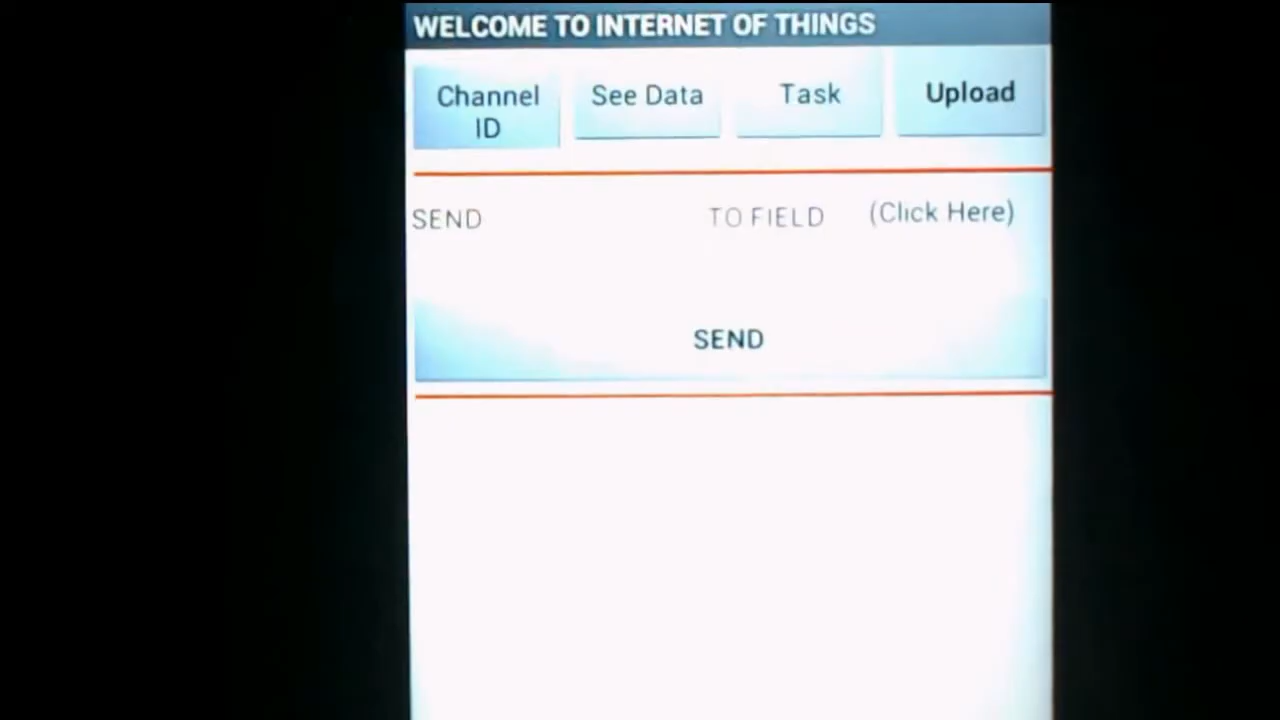 WELCOME TO INTERNET OF THINGS
Channel
ID
See Data
Task
Upload
SEND
TO FIELD
(Click Here)
SEND